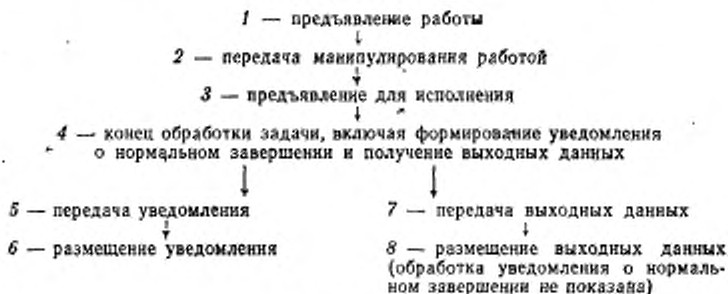 1 — предъявление работы
2 — передача манипулирования работой
3 — предъявление для исполнения
4 — конец обработки задачи, включая формирование уведомления
о нормальном завершении и получение выходных данных
5 — передача уведомления
6 — размещение уведомления
7 — передача выходных данных
8 — размещение выходных данных
(обработка уведомления о нормаль-
ном завершении не показана)